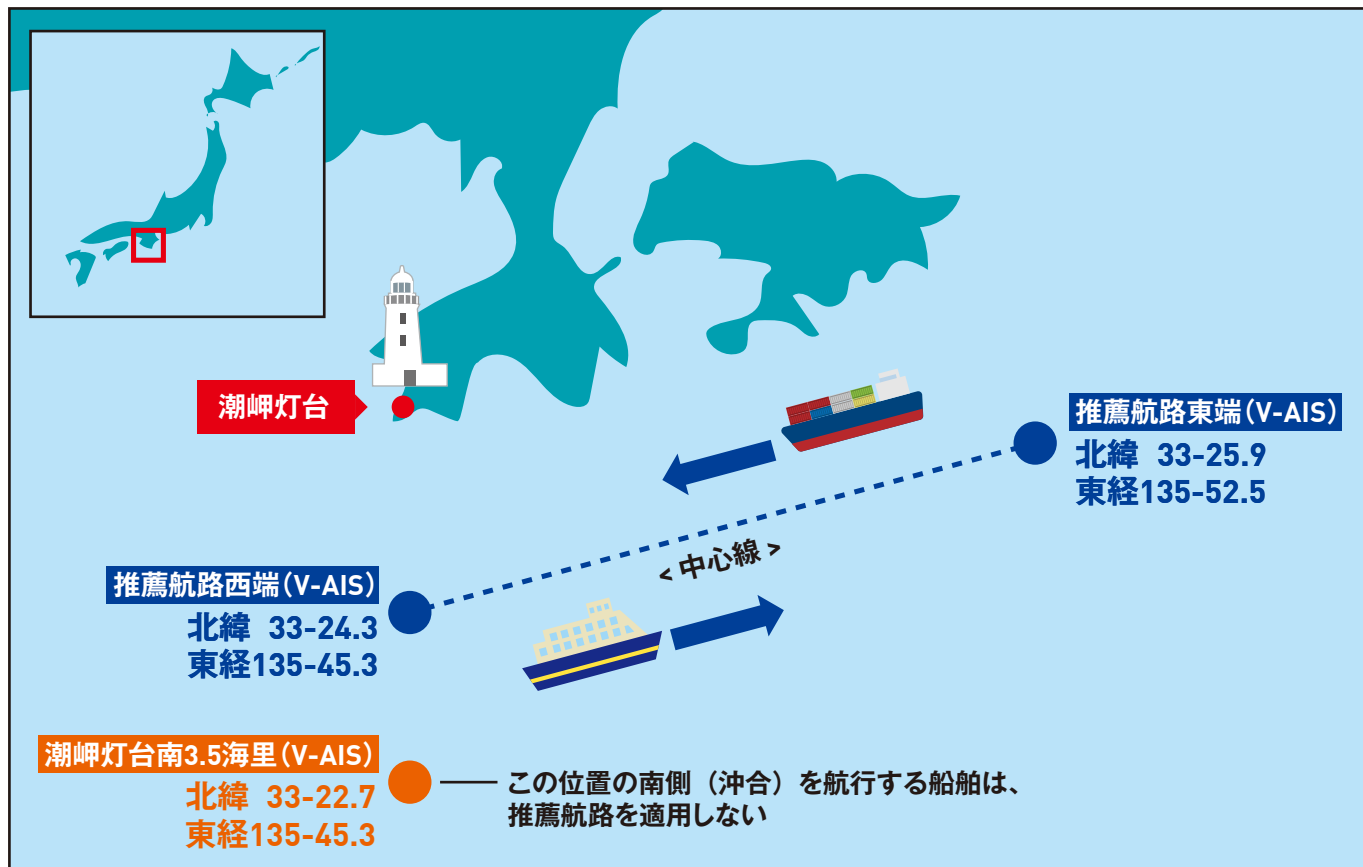 潮岬灯台
推薦航路東端(V-AIS)
北緯 33-25.9
東経135-52.5
< 中心線 >
推薦航路西端(V-AIS)
北緯 33-24.3
東経135-45.3
潮岬灯台南3.5海里(V-AIS)
北緯 33-22.7
東経135-45.3
この位置の南側（沖合）を航行する船舶は、
推薦航路を適用しない